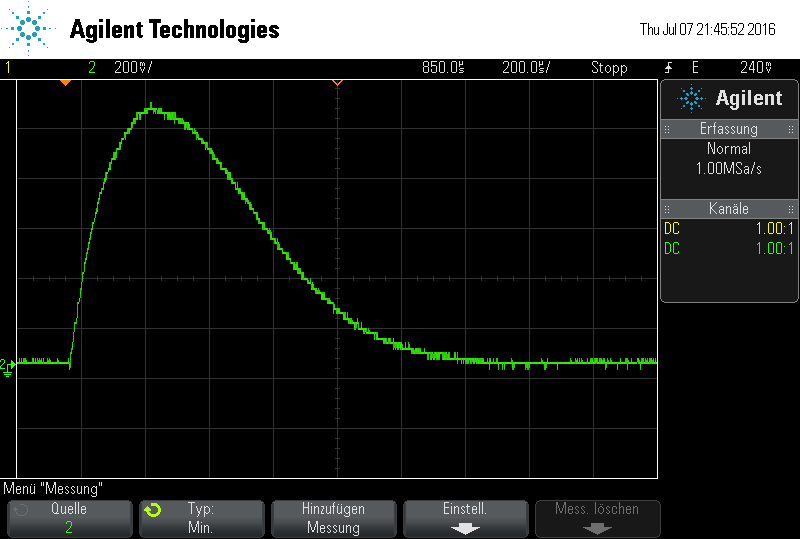 Agilent Technologies
Thu Jul 07 21:45:52 2016
1 2 200mV/ 850.0µs 200.0µs/ Stopp E 240mV
Agilent
Erfassung
Normal
1.00MSa/s
Kanäle
DC 1.00:1
DC 1.00:1
2
Menü "Messung"
Quelle
2
Typ:
Min.
Hinzufügen
Messung
Einstell.
Mess. löschen